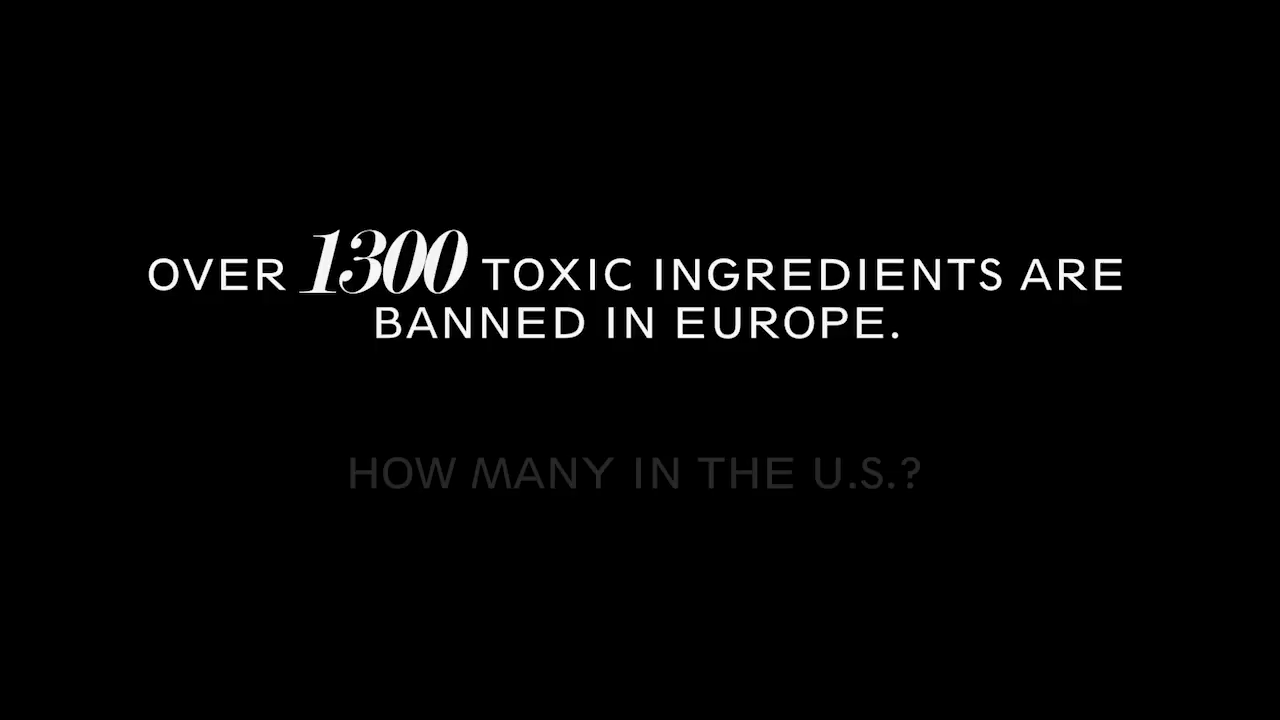 OVER 1300 TOXIC INGREDIENTS ARE
BANNED IN EUROPE.
HOW MANY IN THE U.S.?